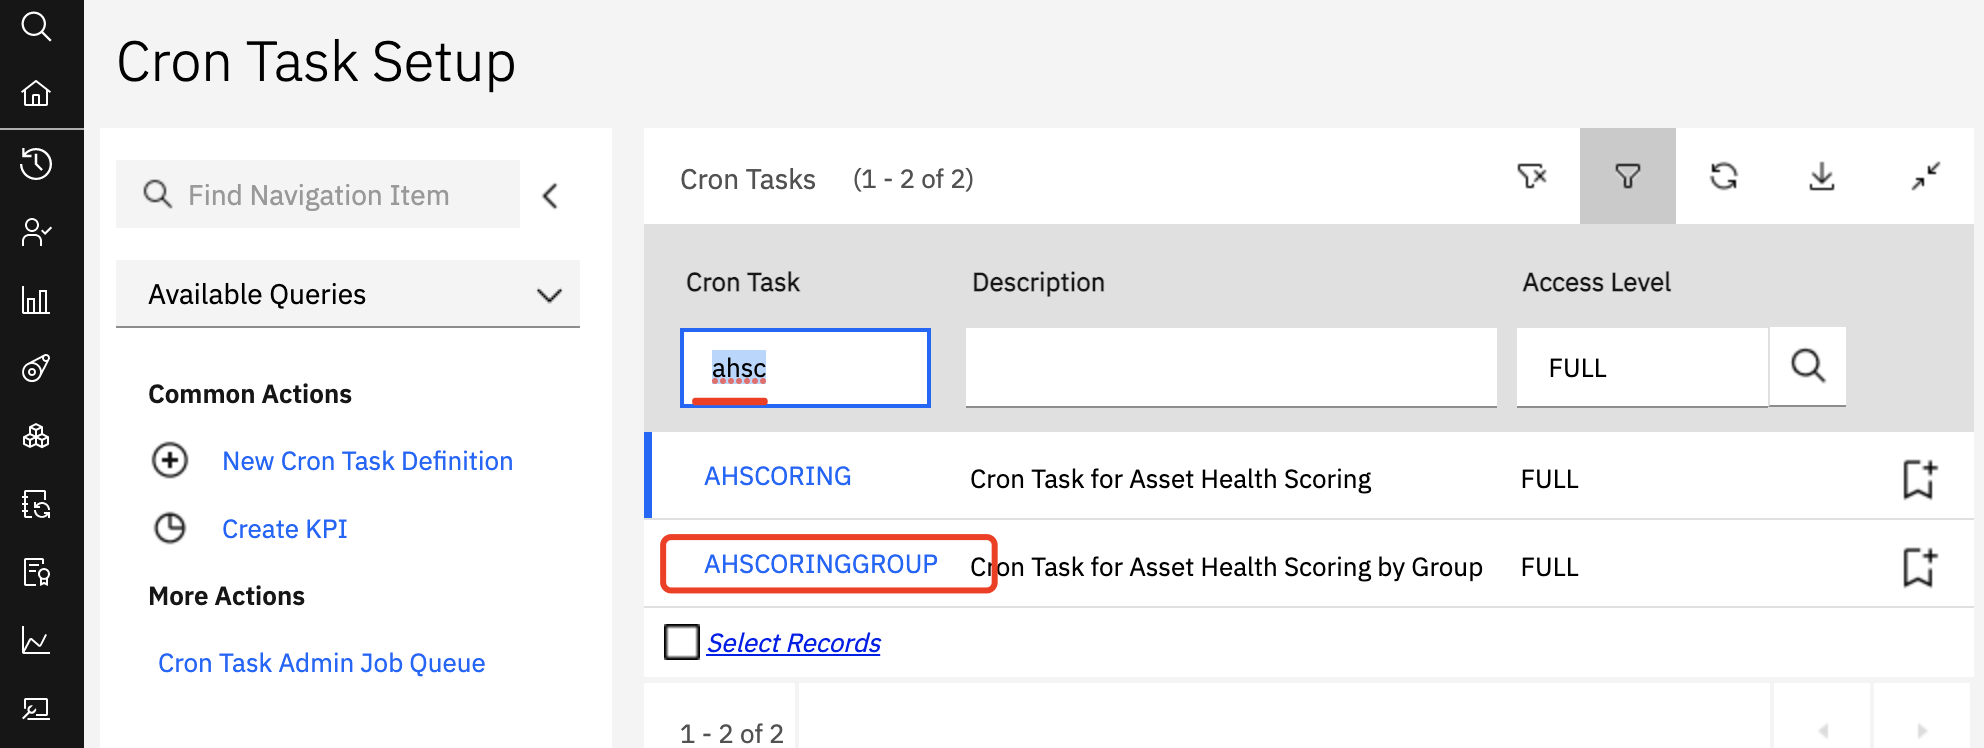 Cron Task Setup
Find Navigation Item
Available Queries
Common Actions
New Cron Task Definition
Create KPI
More Actions
Cron Task Admin Job Queue
Cron Tasks (1 - 2 of 2)
Cron Task Description Access Level
ahsc FULL
AHSCORING Cron Task for Asset Health Scoring FULL
AHSCORINGGROUP Cron Task for Asset Health Scoring by Group FULL
Select Records
1 - 2 of 2